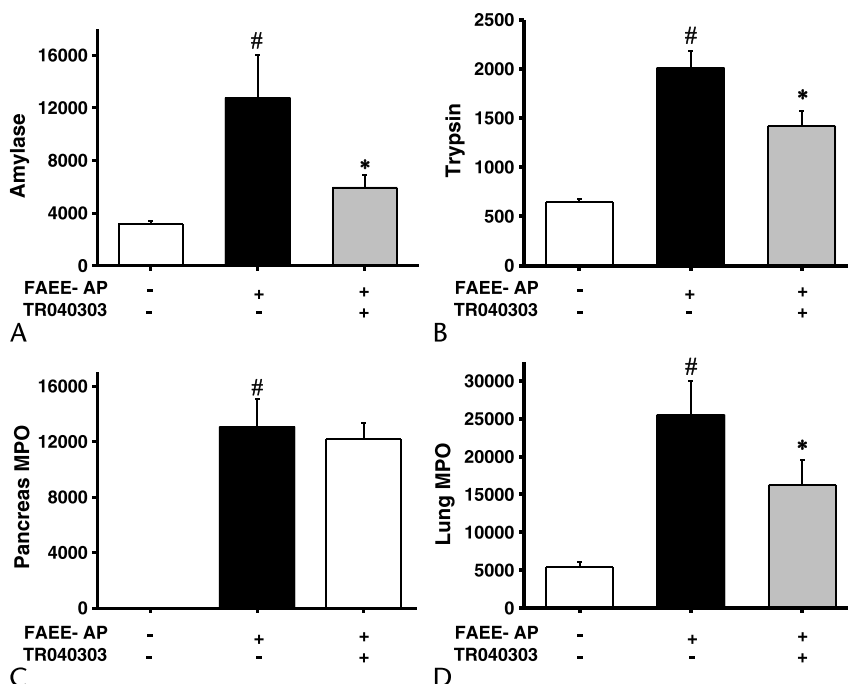 #
16000
12000
8000
4000
0
Amylase
*
FAEE- AP - + +
TR040303 - - +
A
#
2500
2000
1500
1000
500
0
Trypsin
*
FAEE- AP - + +
TR040303 - - +
B
#
16000
12000
8000
4000
0
Pancreas MPO
FAEE- AP - + +
TR040303 - - +
C
#
30000
25000
20000
15000
10000
5000
0
Lung MPO
*
FAEE- AP - + +
TR040303 - - +
D